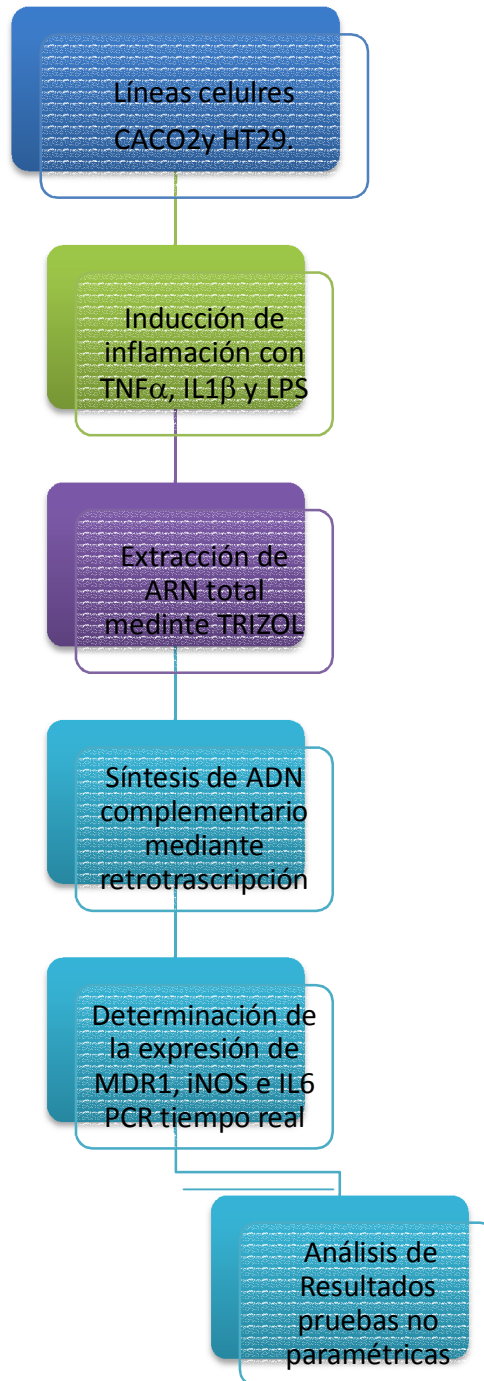 Líneas celulres
CACO2y HT29.
Inducción de
inflamación con
TNFα, IL1β y LPS
Extracción de
ARN total
medinte TRIZOL
Síntesis de ADN
complementario
mediante
retrotrascripción
Determinación de
la expresión de
MDR1, iNOS e IL6
PCR tiempo real
Análisis de
Resultados
pruebas no
paramétricas